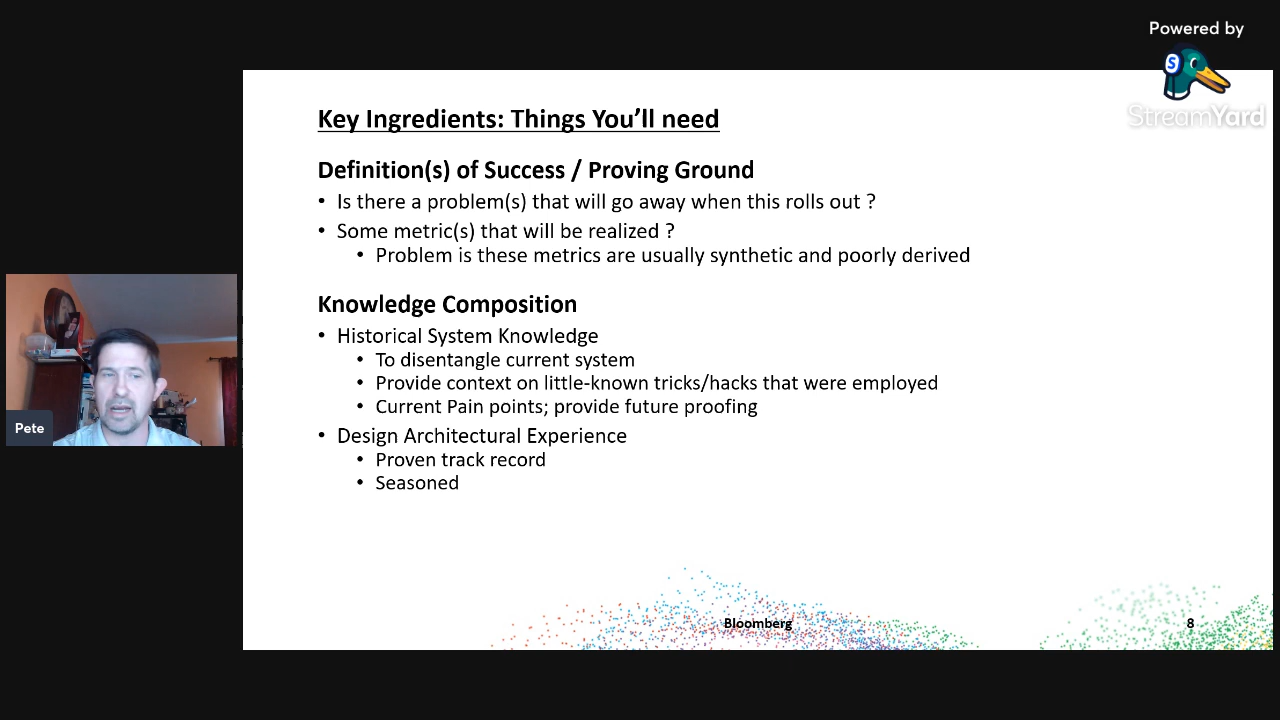 Powered by
StreamYard
Key Ingredients: Things You'll need
Definition(s) of Success / Proving Ground
• Is there a problem(s) that will go away when this rolls out ?
• Some metric(s) that will be realized ?
• Problem is these metrics are usually synthetic and poorly derived
Knowledge Composition
• Historical System Knowledge
• To disentangle current system
• Provide context on little-known tricks/hacks that were employed
• Current Pain points; provide future proofing
• Design Architectural Experience
• Proven track record
• Seasoned
Pete
Bloomberg
8